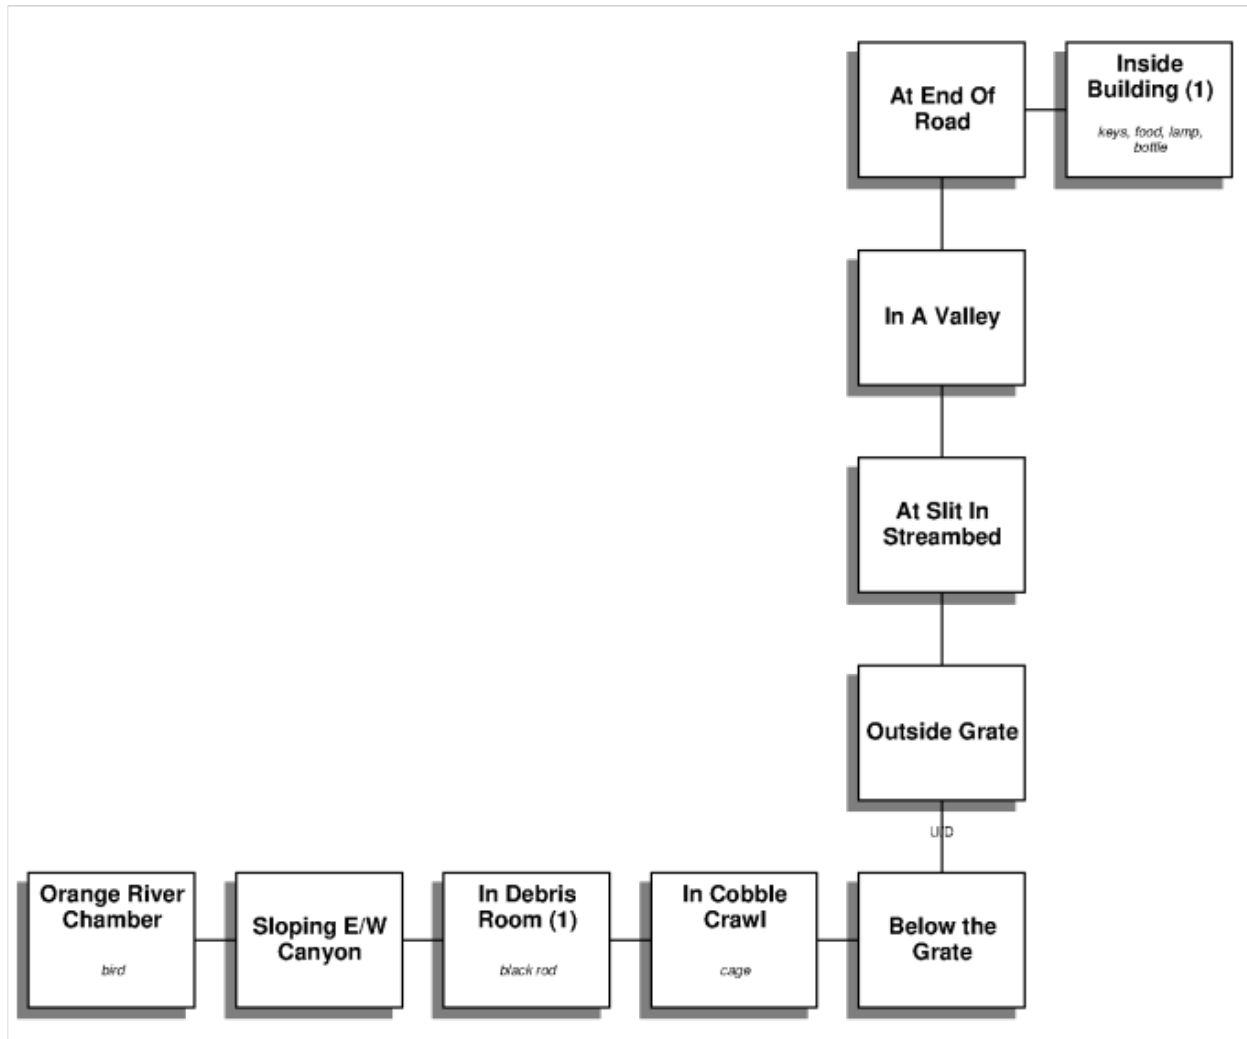 At End Of
Road
Inside
Building (1)
keys, food, lamp,
bottle
In A Valley
At Slit In
Streambed
Outside Grate
U/D
Orange River
Chamber
bird
Sloping E/W
Canyon
In Debris
Room (1)
black rod
In Cobble
Crawl
cage
Below the
Grate